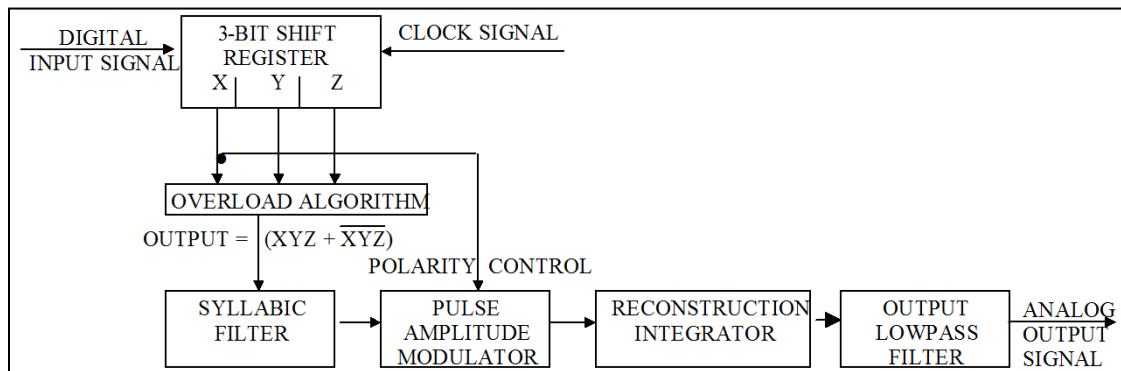 DIGITAL
INPUT SIGNAL
3-BIT SHIFT
REGISTER
X Y Z
CLOCK SIGNAL
OVERLOAD ALGORITHM
OUTPUT = (XYZ + X̅Y̅Z̅)
POLARITY CONTROL
SYLLABIC
FILTER
PULSE
AMPLITUDE
MODULATOR
RECONSTRUCTION
INTEGRATOR
OUTPUT
LOWPASS
FILTER
ANALOG
OUTPUT
SIGNAL